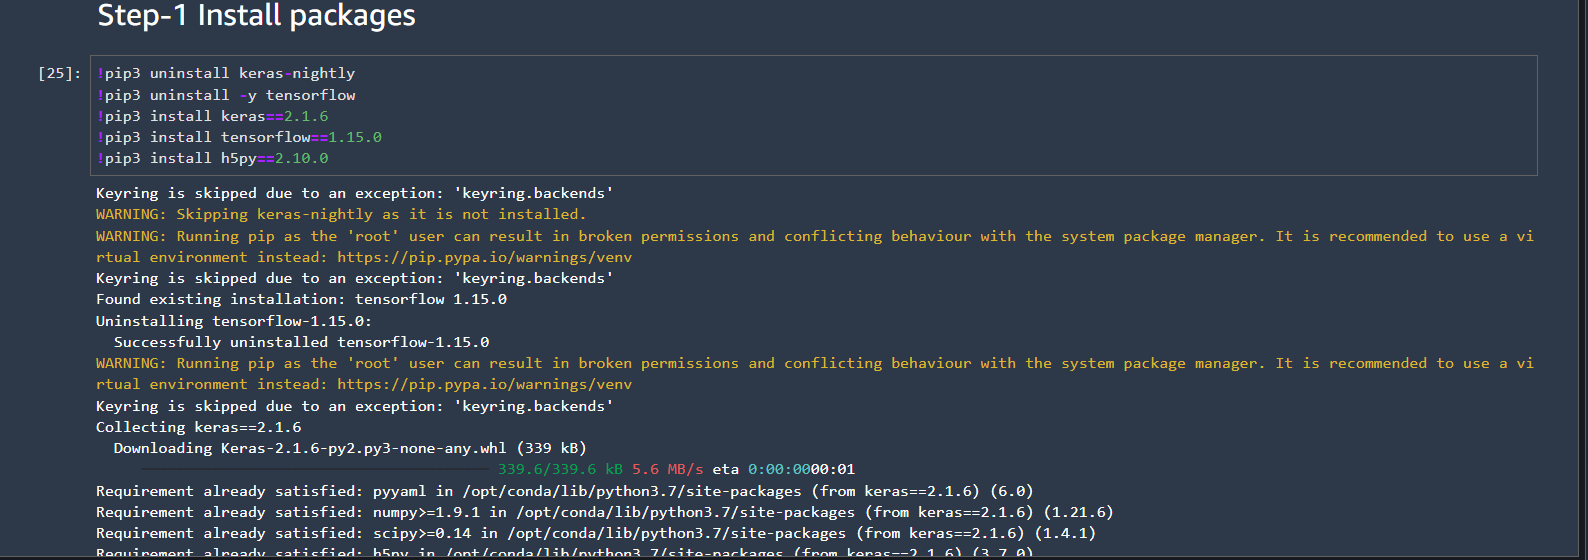 Step-1 Install packages
[25]:
!pip3 uninstall keras-nightly
!pip3 uninstall -y tensorflow
!pip3 install keras==2.1.6
!pip3 install tensorflow==1.15.0
!pip3 install h5py==2.10.0
Keyring is skipped due to an exception: 'keyring.backends'
WARNING: Skipping keras-nightly as it is not installed.
WARNING: Running pip as the 'root' user can result in broken permissions and conflicting behaviour with the system package manager. It is recommended to use a vi
rtual environment instead: https://pip.pypa.io/warnings/venv
Keyring is skipped due to an exception: 'keyring.backends'
Found existing installation: tensorflow 1.15.0
Uninstalling tensorflow-1.15.0:
Successfully uninstalled tensorflow-1.15.0
WARNING: Running pip as the 'root' user can result in broken permissions and conflicting behaviour with the system package manager. It is recommended to use a vi
rtual environment instead: https://pip.pypa.io/warnings/venv
Keyring is skipped due to an exception: 'keyring.backends'
Collecting keras==2.1.6
Downloading Keras-2.1.6-py2.py3-none-any.whl (339 kB)
339.6/339.6 kB 5.6 MB/s eta 0:00:0000:01
Requirement already satisfied: pyyaml in /opt/conda/lib/python3.7/site-packages (from keras==2.1.6) (6.0)
Requirement already satisfied: numpy>=1.9.1 in /opt/conda/lib/python3.7/site-packages (from keras==2.1.6) (1.21.6)
Requirement already satisfied: scipy>=0.14 in /opt/conda/lib/python3.7/site-packages (from keras==2.1.6) (1.4.1)
Requirement already satisfied: h5py in /opt/conda/lib/python3.7/site-packages (from keras==2.1.6) (3.7.0)